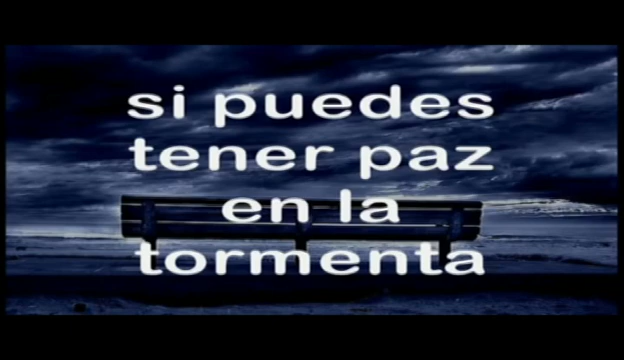 si puedes
tener paz
en la
tormenta